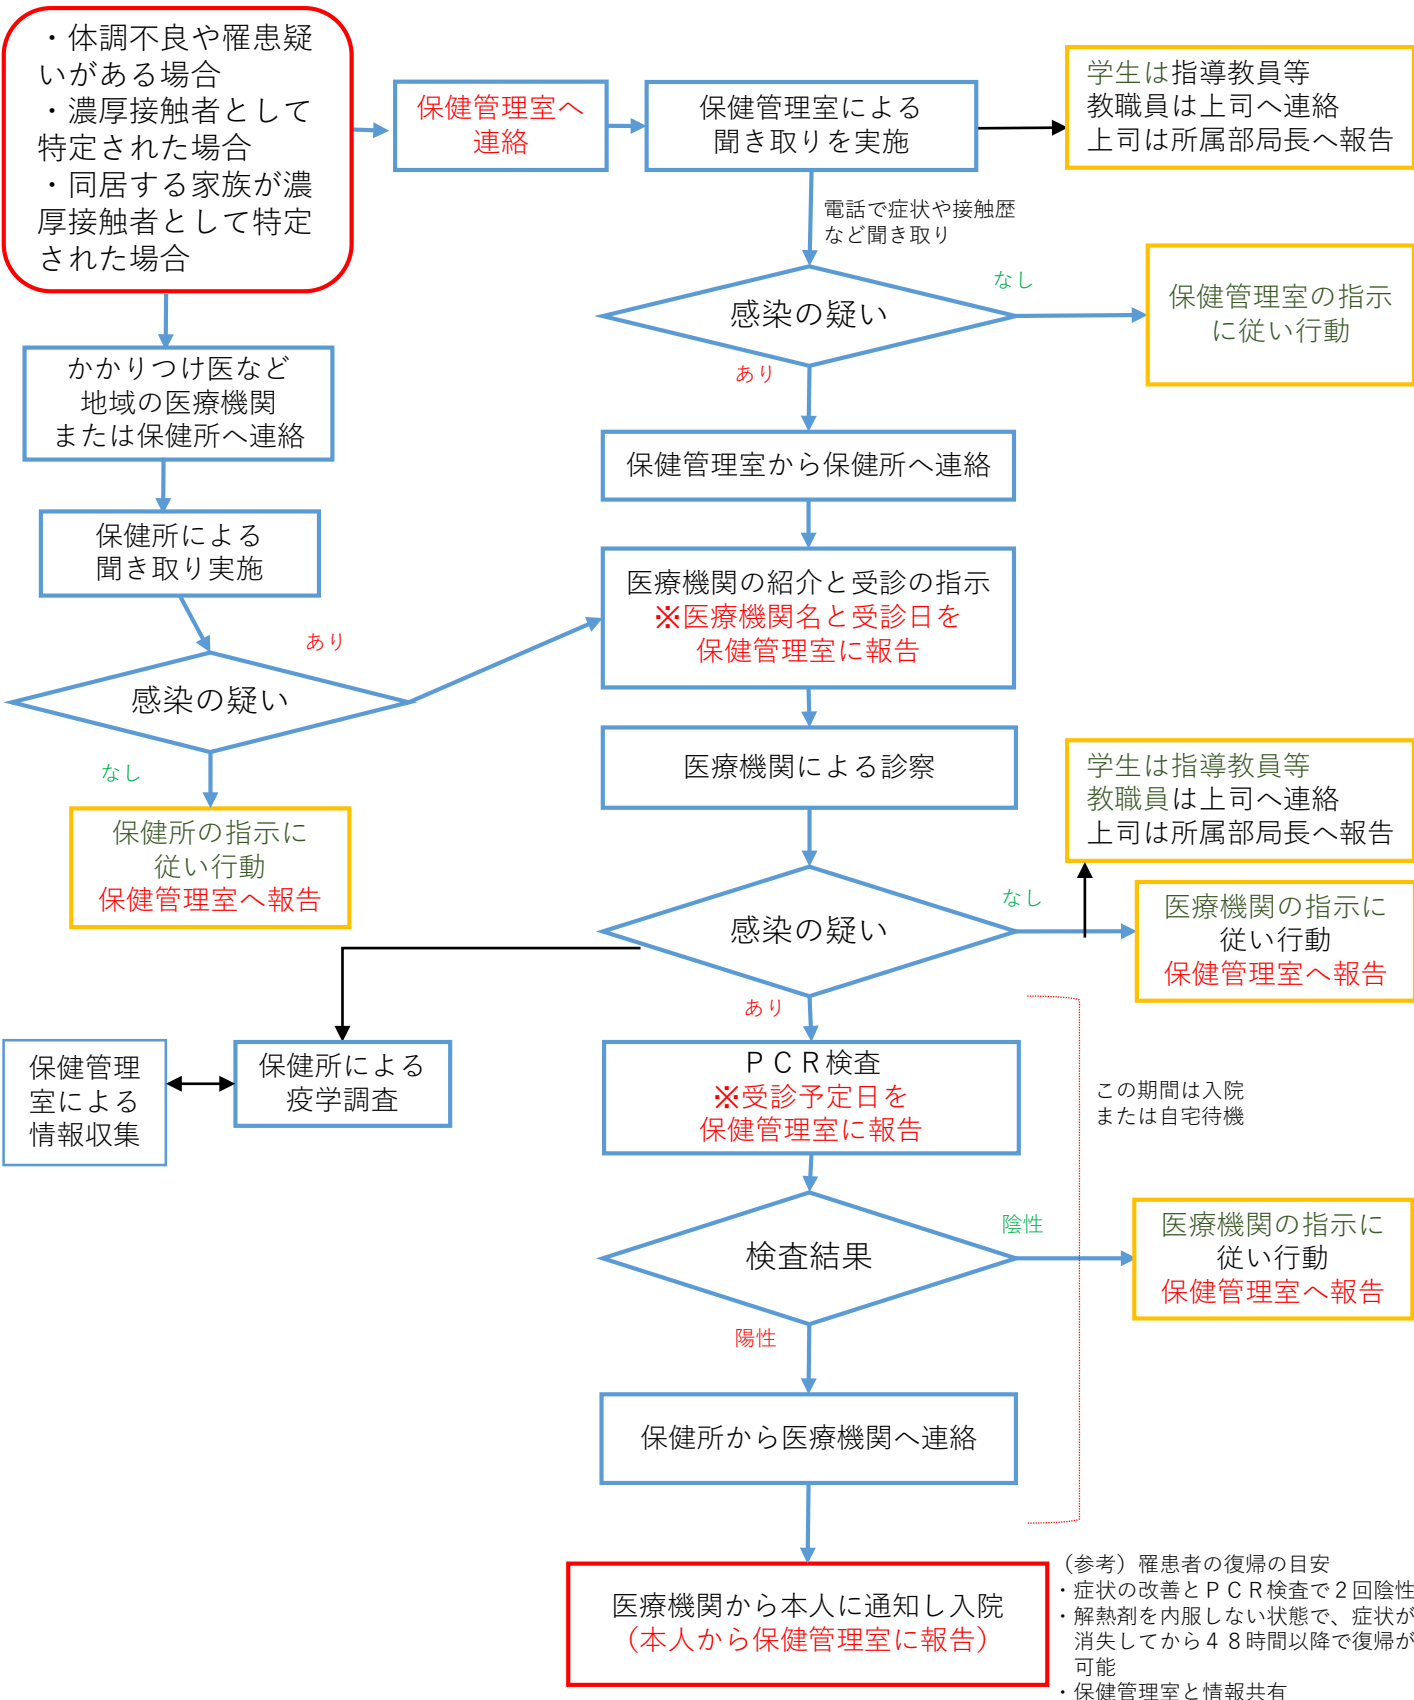 ・体調不良や罹患疑
いがある場合
・濃厚接触者として
特定された場合
・同居する家族が濃
厚接触者として特定
された場合
保健管理室へ
連絡
保健管理室による
聞き取りを実施
学生は指導教員等
教職員は上司へ連絡
上司は所属部局長へ報告
電話で症状や接触歴
など聞き取り
感染の疑い
なし
保健管理室の指示
に従い行動
あり
かかりつけ医など
地域の医療機関
または保健所へ連絡
保健管理室から保健所へ連絡
保健所による
聞き取り実施
医療機関の紹介と受診の指示
※医療機関名と受診日を
保健管理室に報告
あり
感染の疑い
なし
保健所の指示に
従い行動
保健管理室へ報告
医療機関による診察
学生は指導教員等
教職員は上司へ連絡
上司は所属部局長へ報告
感染の疑い
なし
医療機関の指示に
従い行動
保健管理室へ報告
あり
保健管理
室による
情報収集
保健所による
疫学調査
ＰＣＲ検査
※受診予定日を
保健管理室に報告
この期間は入院
または自宅待機
検査結果
陰性
医療機関の指示に
従い行動
保健管理室へ報告
陽性
保健所から医療機関へ連絡
医療機関から本人に通知し入院
（本人から保健管理室に報告）
（参考）罹患者の復帰の目安
・症状の改善とＰＣＲ検査で２回陰性
・解熱剤を内服しない状態で、症状が
消失してから４８時間以降で復帰が
可能
・保健管理室と情報共有